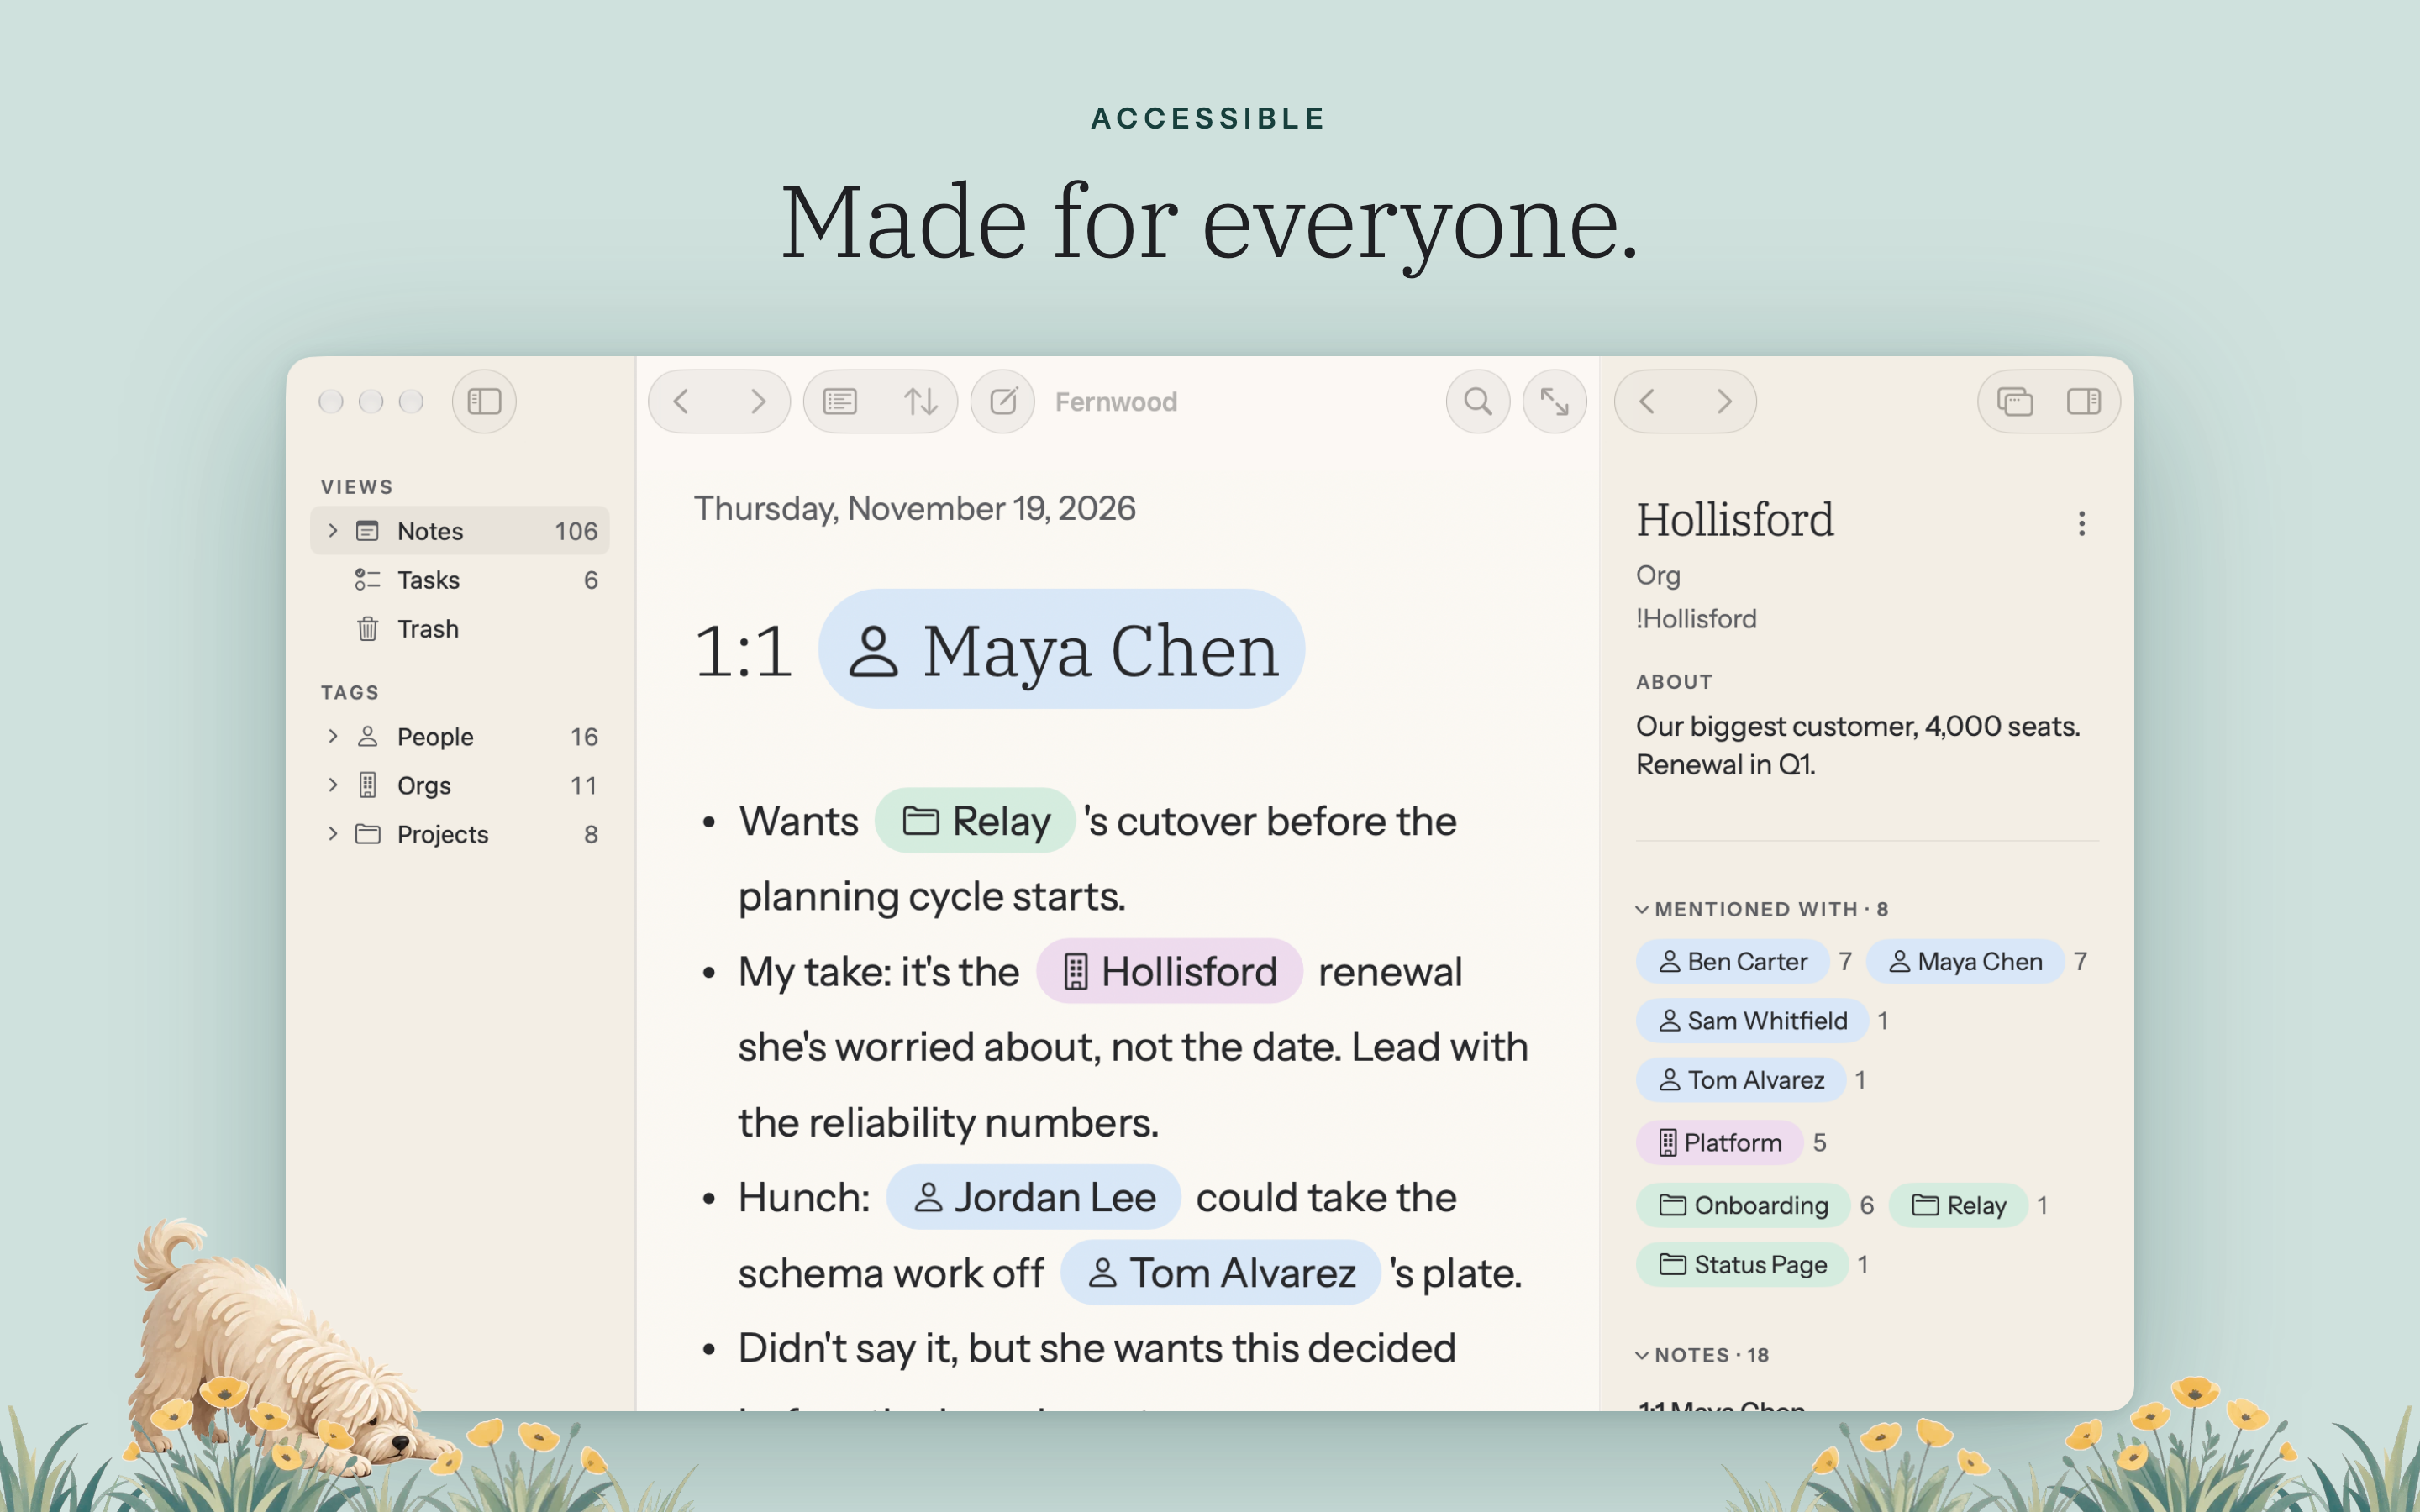 ACCESSIBLE
Made for everyone.
Fernwood
VIEWS
Notes 106
Tasks 6
Trash
TAGS
People 16
Orgs 11
Projects 8
Thursday, November 19, 2026
1:1 Maya Chen
• Wants Relay 's cutover before the
planning cycle starts.
• My take: it's the Hollisford renewal
she's worried about, not the date. Lead with
the reliability numbers.
• Hunch: Jordan Lee could take the
schema work off Tom Alvarez 's plate.
• Didn't say it, but she wants this decided
Hollisford
Org
!Hollisford
ABOUT
Our biggest customer, 4,000 seats.
Renewal in Q1.
MENTIONED WITH · 8
Ben Carter 7 Maya Chen 7
Sam Whitfield 1
Tom Alvarez 1
Platform 5
Onboarding 6 Relay 1
Status Page 1
NOTES · 18
1:1 Maya Chen